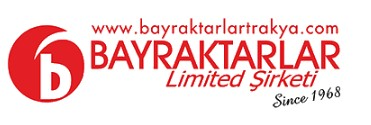 www.bayraktarlartrakya.com
b BAYRAKTARLAR
Limited Şirketi
Since 1968